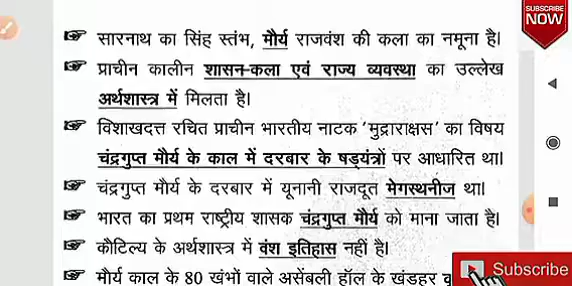 SUBSCRIBE
NOW
सारनाथ का सिंह स्तंभ, मौर्य राजवंश की कला का नमूना है।
प्राचीन कालीन शासन-कला एवं राज्य व्यवस्था का उल्लेख
अर्थशास्त्र में मिलता है।
विशाखदत्त रचित प्राचीन भारतीय नाटक 'मुद्राराक्षस' का विषय
चंद्रगुप्त मौर्य के काल में दरबार के षड्यंत्रों पर आधारित था।
चंद्रगुप्त मौर्य के दरबार में यूनानी राजदूत मेगस्थनीज था।
भारत का प्रथम राष्ट्रीय शासक चंद्रगुप्त मौर्य को माना जाता है।
कौटिल्य के अर्थशास्त्र में वंश इतिहास नहीं है।
मौर्य काल के 80 खंभों वाले असेंबली हॉल के खंडहर
Subscribe